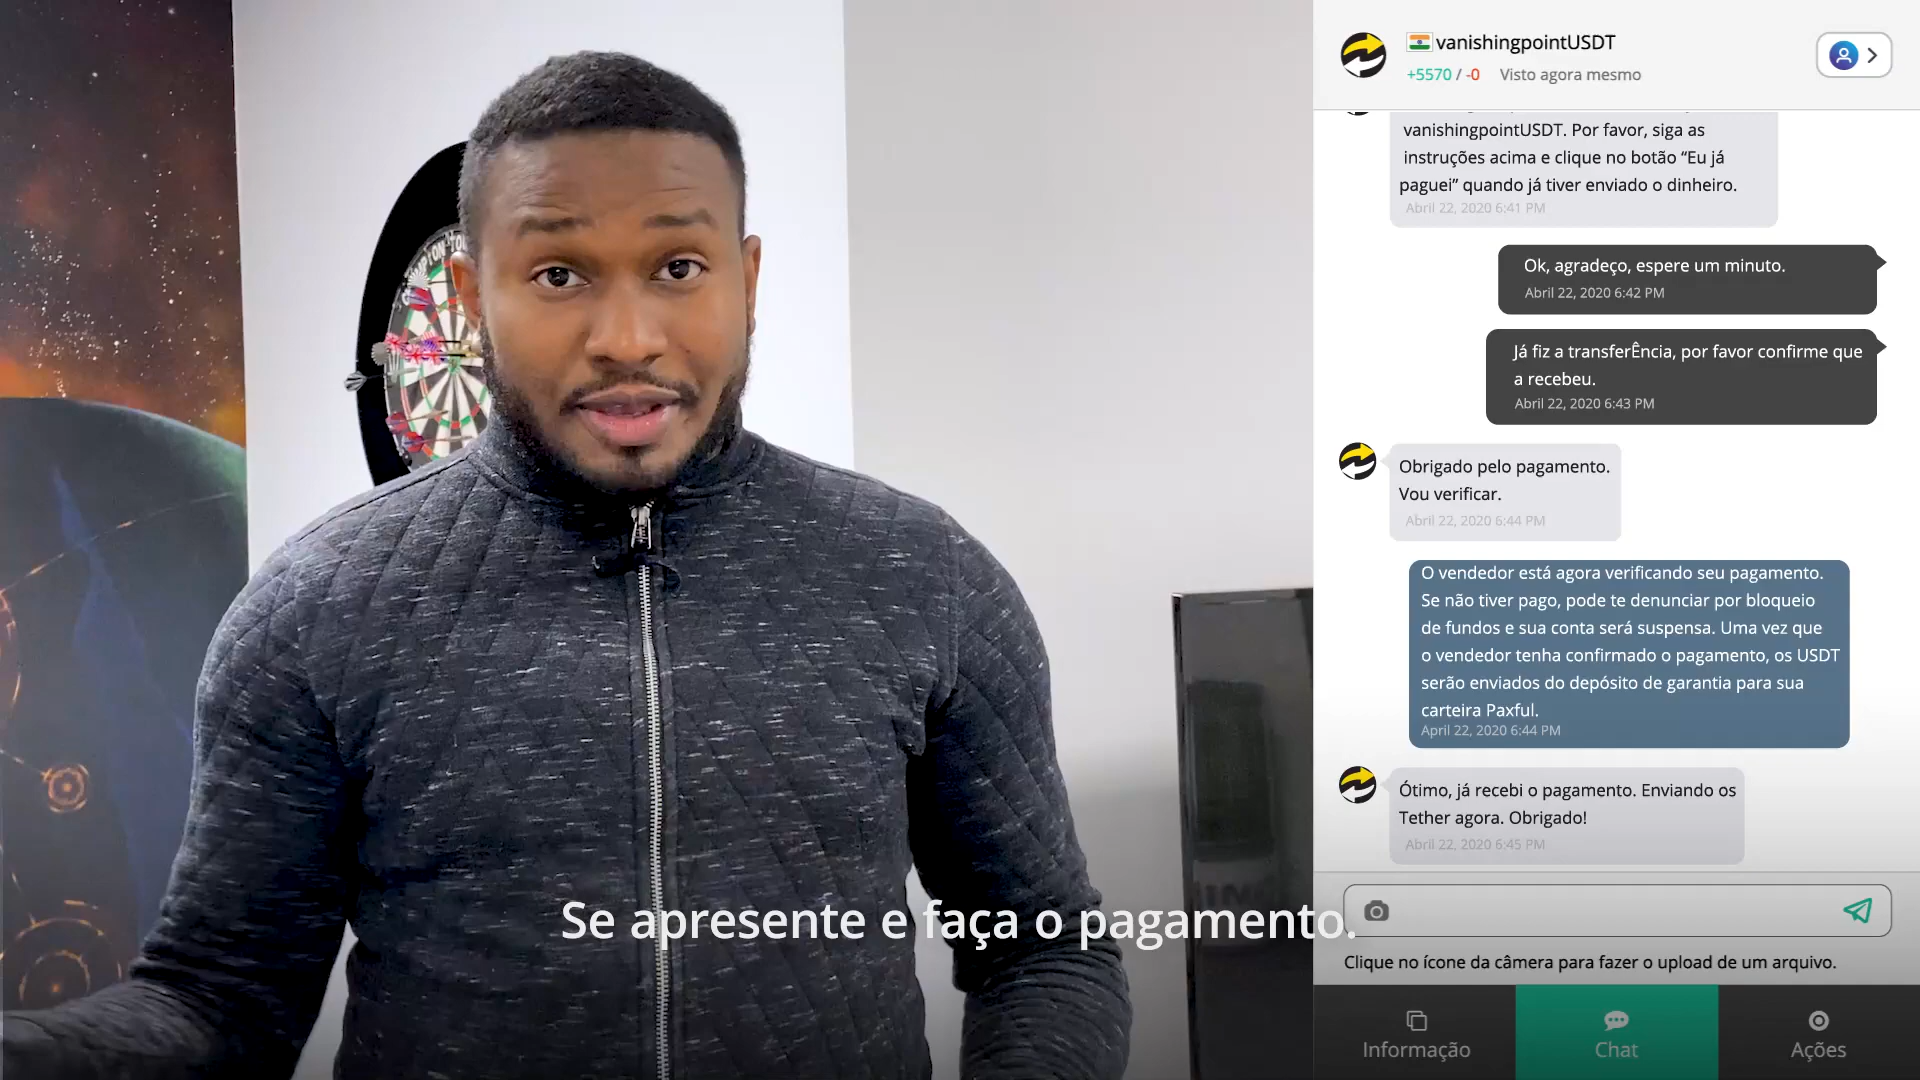 vanishingpointUSDT
+5570 / -0 Visto agora mesmo
vanishingpointUSDT. Por favor, siga as
instruções acima e clique no botão “Eu já
paguei” quando já tiver enviado o dinheiro.
Abril 22, 2020 6:41 PM
Ok, agradeço, espere um minuto.
Abril 22, 2020 6:42 PM
Já fiz a transferÊncia, por favor confirme que
a recebeu.
Abril 22, 2020 6:43 PM
Obrigado pelo pagamento.
Vou verificar.
Abril 22, 2020 6:44 PM
O vendedor está agora verificando seu pagamento.
Se não tiver pago, pode te denunciar por bloqueio
de fundos e sua conta será suspensa. Uma vez que
o vendedor tenha confirmado o pagamento, os USDT
serão enviados do depósito de garantia para sua
carteira Paxful.
April 22, 2020 6:44 PM
Ótimo, já recebi o pagamento. Enviando os
Tether agora. Obrigado!
Abril 22, 2020 6:45 PM
Se apresente e faça o pagamento.
Clique no ícone da câmera para fazer o upload de um arquivo.
Informação
Chat
Ações